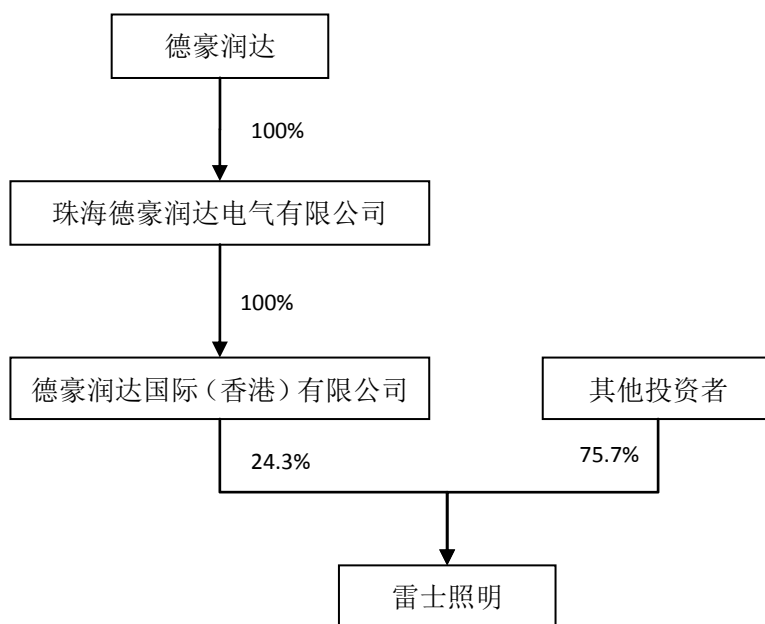 德豪润达
100%
珠海德豪润达电气有限公司
100%
德豪润达国际（香港）有限公司
其他投资者
24.3%
75.7%
雷士照明